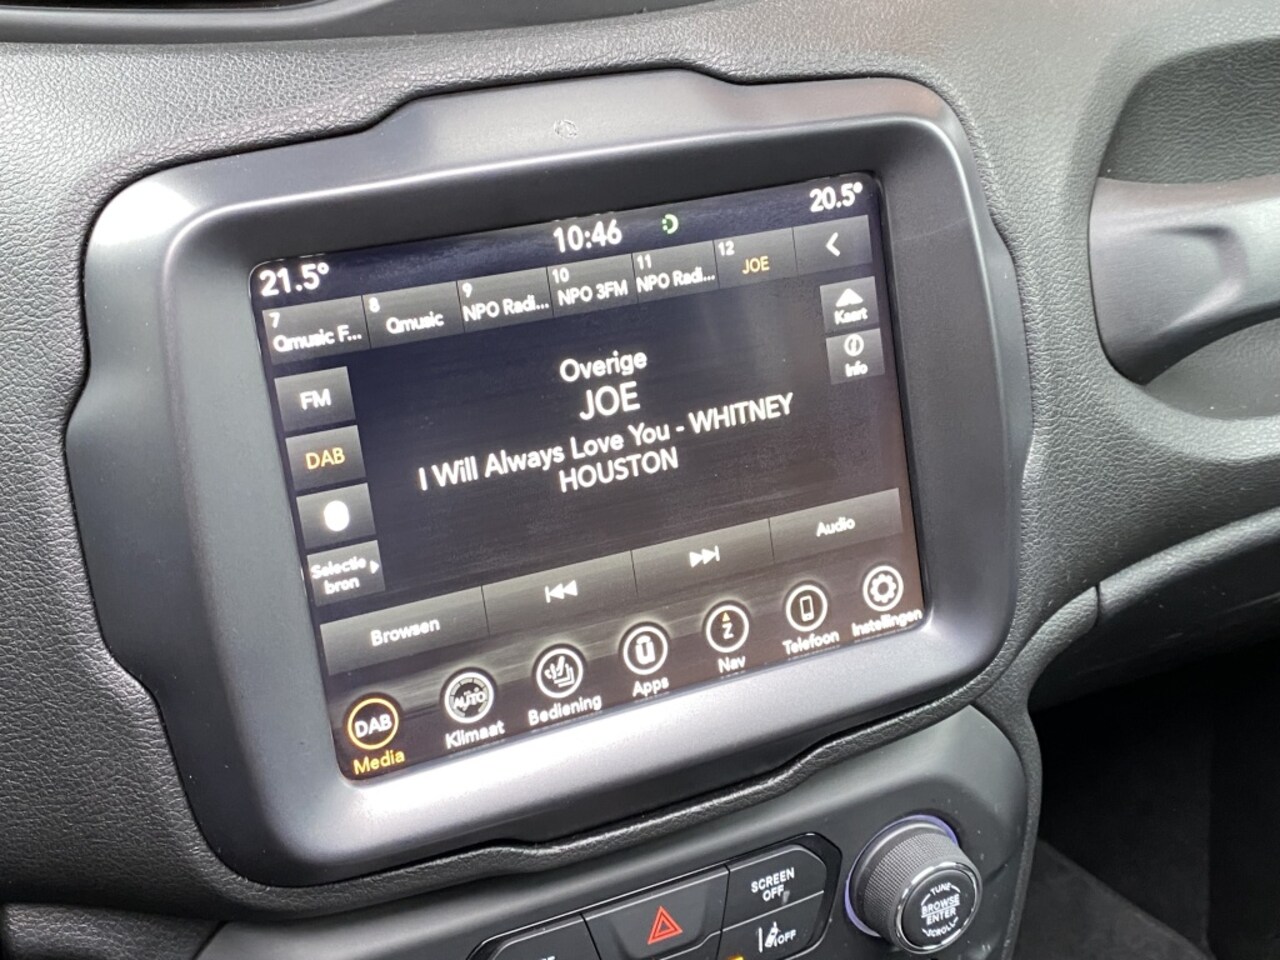 21.5°
10:46
20.5°
7
Qmusic F...
8
Qmusic
9
NPO Radi...
10
NPO 3FM
11
NPO Radi...
12
JOE
Kaart
Info
FM
DAB
Selectie
bron
Overige
JOE
I Will Always Love You - WHITNEY
HOUSTON
Browsen
Audio
DAB
Media
AUTO
Klimaat
Bediening
Apps
Z
Nav
Telefoon
Instellingen
SCREEN
OFF
OFF
TUNE
BROWSE
ENTER
SCROLL